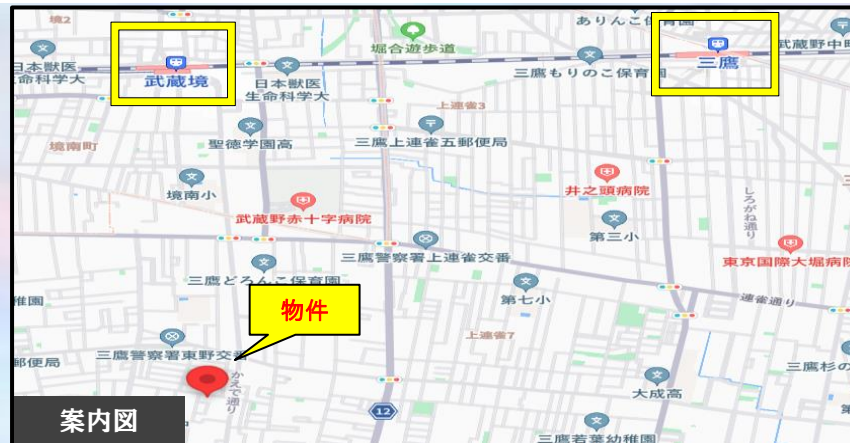 境2
ありんこ保育園
堀合遊歩道
武蔵野中町
日本獣医
生命科学大
武蔵境
日本獣医
生命科学大
三鷹もりのこ保育園
三鷹
上連雀3
聖徳学園高
三鷹上連雀五郵便局
境南町
境南小
井之頭病院
しろがね通り
武蔵野赤十字病院
第三小
三鷹警察署上連雀交番
東京国際大堀病院
三鷹どろんこ保育園
第七小
連雀通り
稚園
物件
上連雀7
三鷹警察署東野交番
郵便局
かえで通り
三鷹杉の
大成高
12
三鷹若葉幼稚園
第
案内図